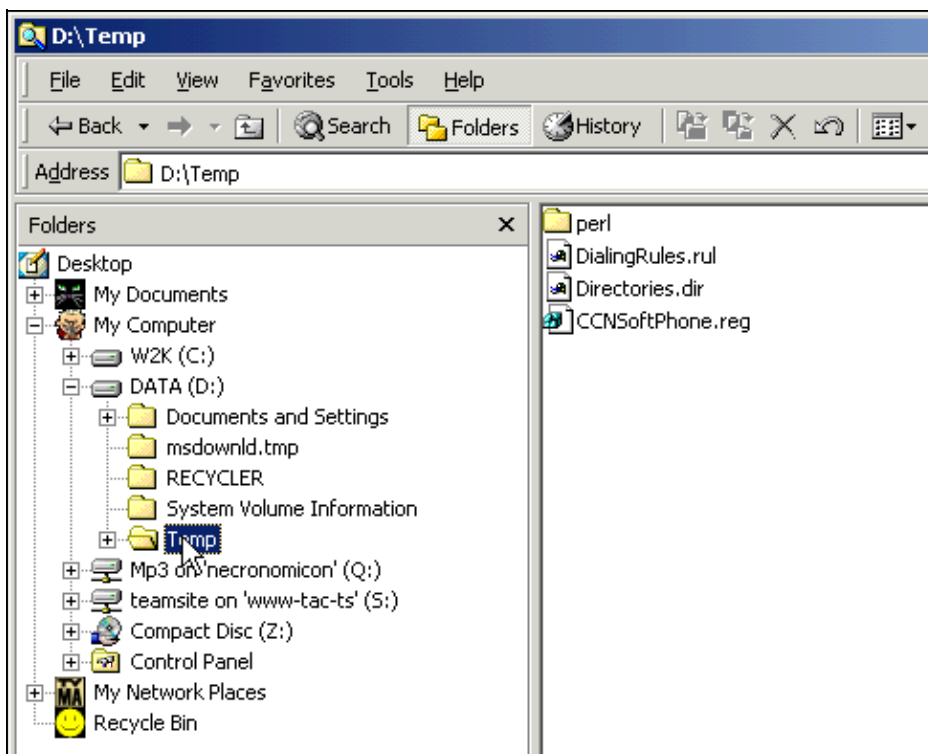 D:\Temp
File Edit View Favorites Tools Help
Back Search Folders History
Address D:\Temp
Folders
Desktop
My Documents
My Computer
W2K (C:)
DATA (D:)
Documents and Settings
msdownld.tmp
RECYCLER
System Volume Information
Temp
Mp3 on 'necronomicon' (Q:)
teamsite on 'www-tac-ts' (S:)
Compact Disc (Z:)
Control Panel
My Network Places
Recycle Bin
perl
DialingRules.rul
Directories.dir
CCNSoftPhone.reg